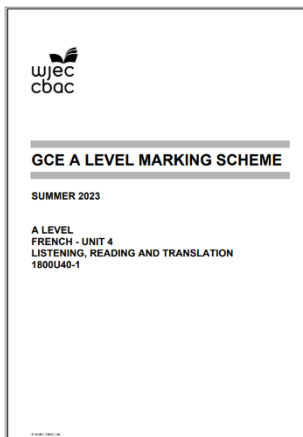 wjec
cbac
GCE A LEVEL MARKING SCHEME
SUMMER 2023
A LEVEL
FRENCH - UNIT 4
LISTENING, READING AND TRANSLATION
1800U40-1